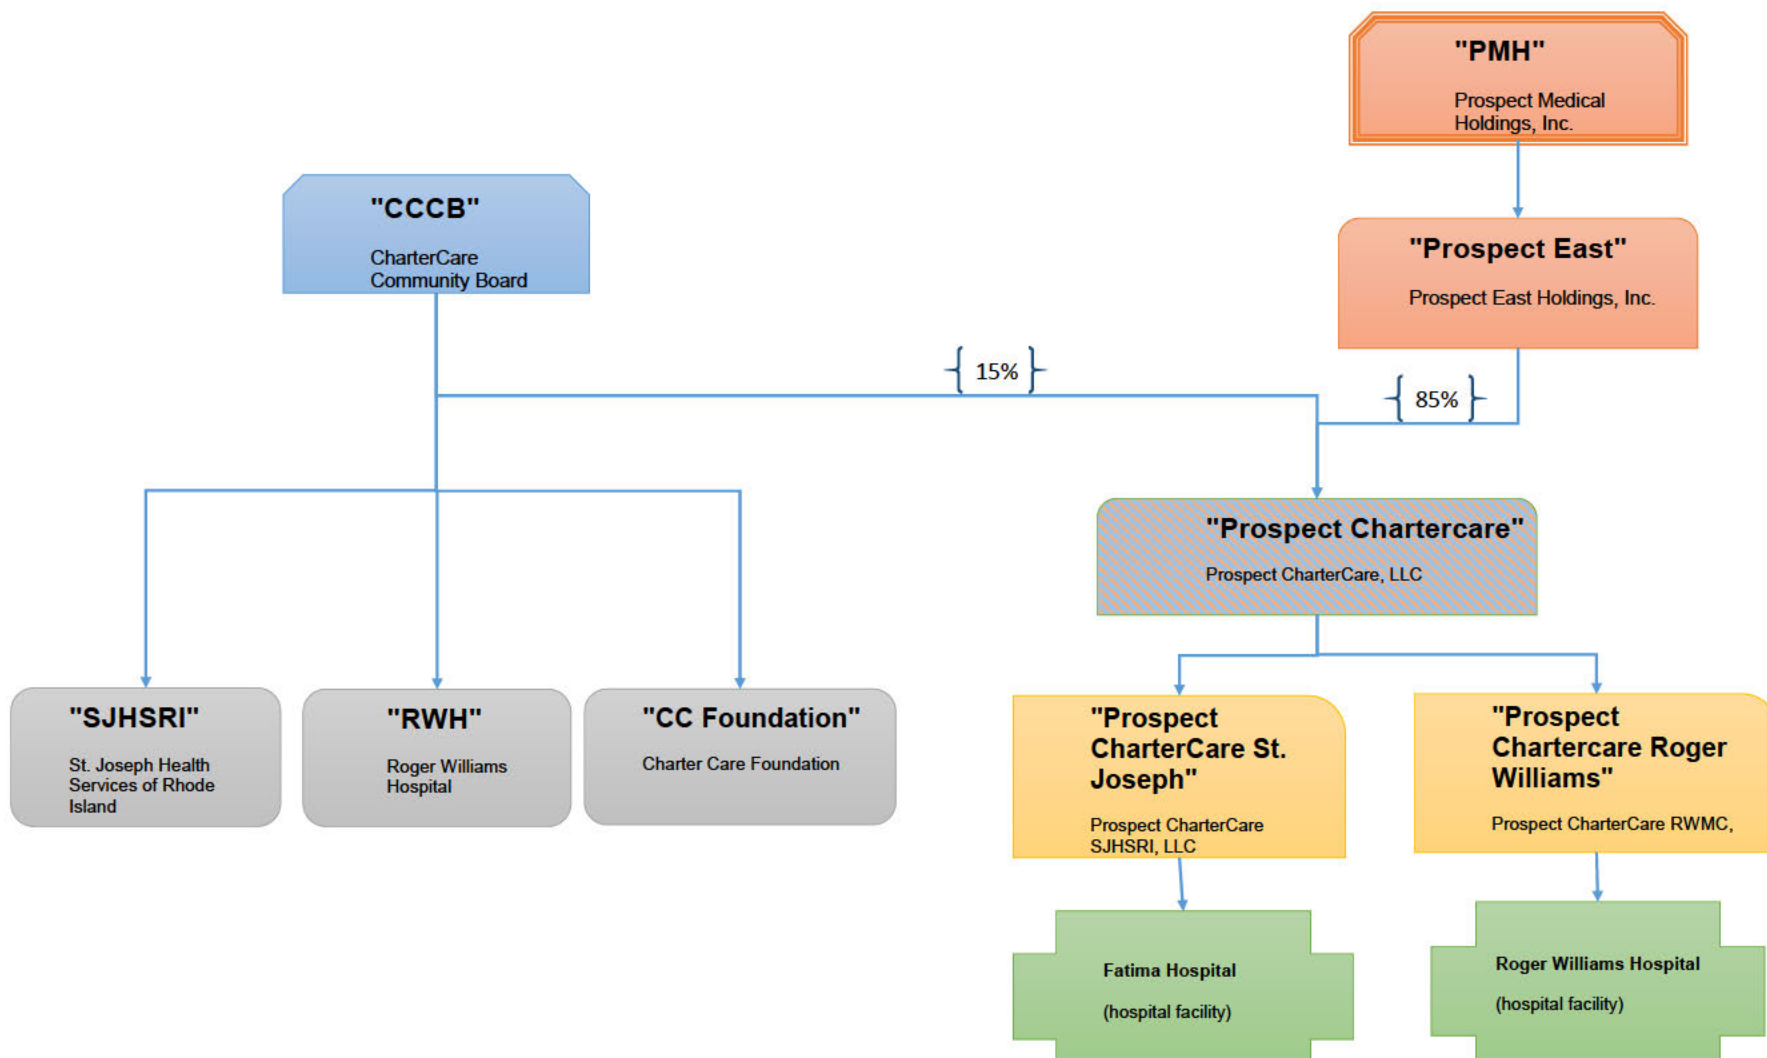 "PMH"
Prospect Medical
Holdings, Inc.
"CCCB"
CharterCare
Community Board
"Prospect East"
Prospect East Holdings, Inc.
15%
85%
"Prospect Chartercare"
Prospect CharterCare, LLC
"SJHSRI"
St. Joseph Health
Services of Rhode
Island
"RWH"
Roger Williams
Hospital
"CC Foundation"
Charter Care Foundation
"Prospect
CharterCare St.
Joseph"
Prospect CharterCare
SJHSRI, LLC
"Prospect
Chartercare Roger
Williams"
Prospect CharterCare RWMC,
Fatima Hospital
(hospital facility)
Roger Williams Hospital
(hospital facility)